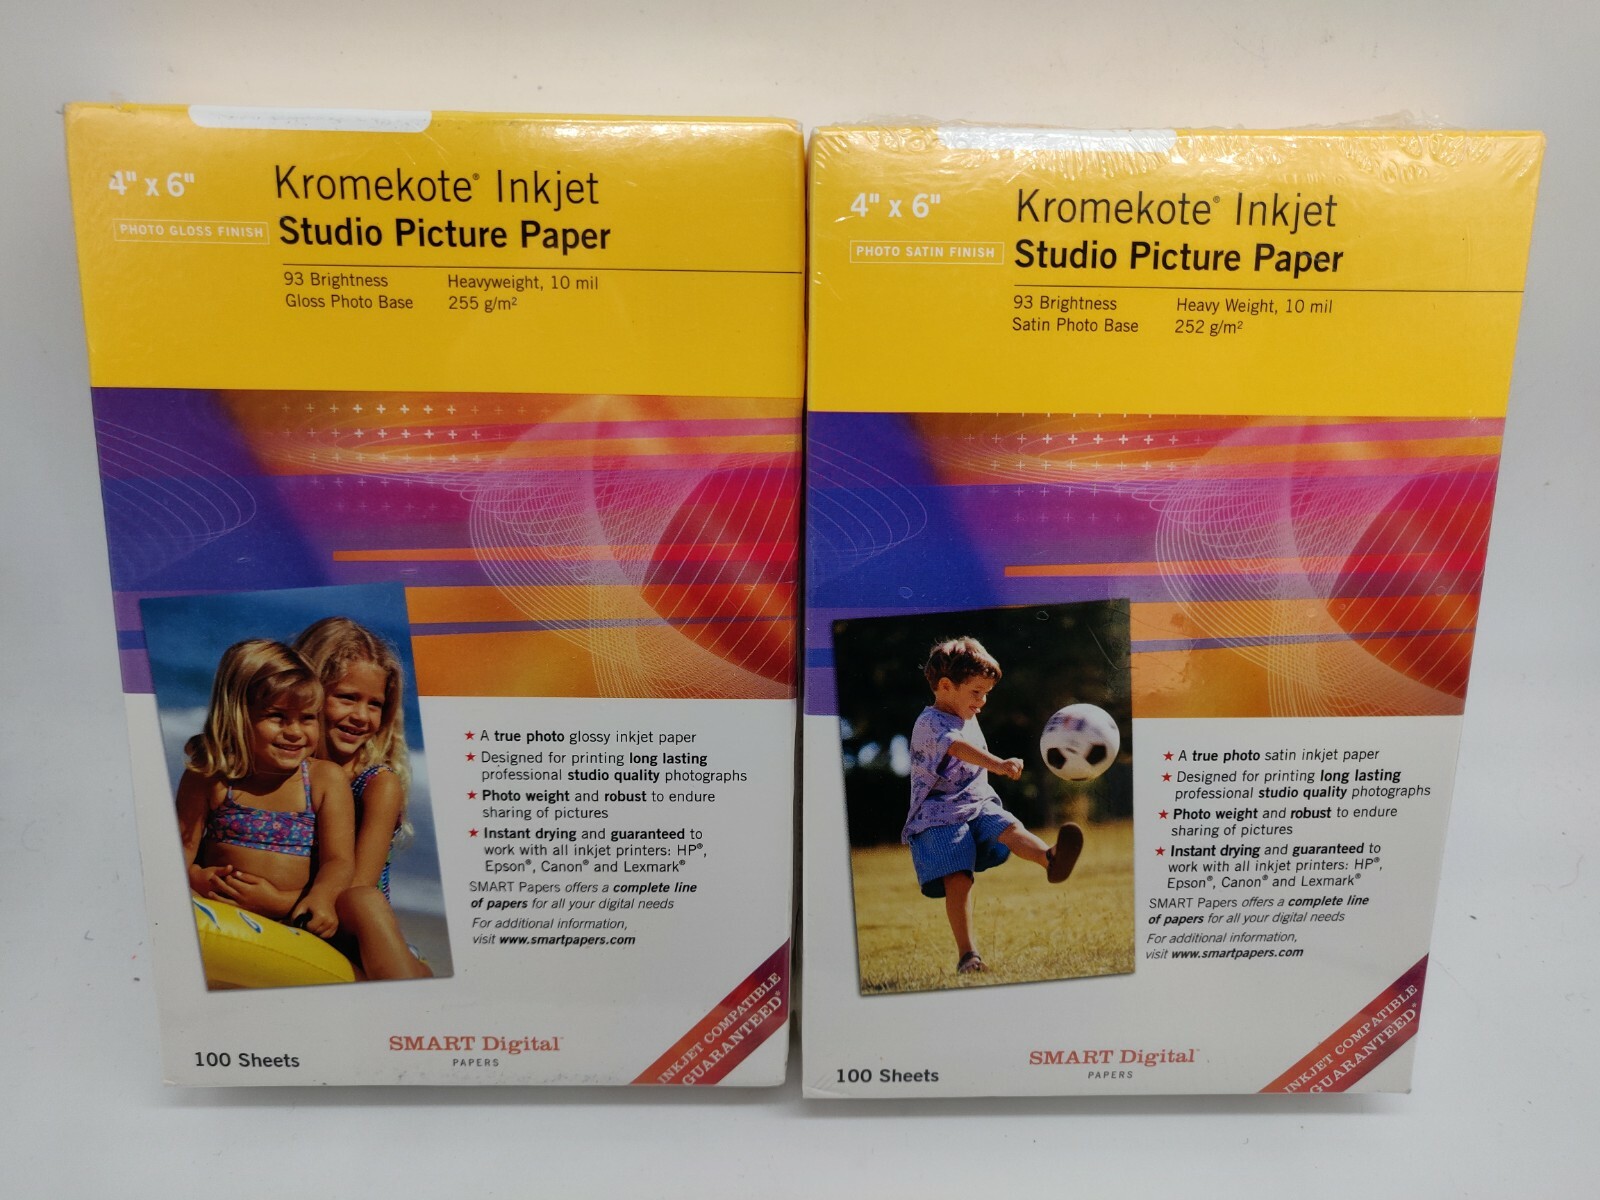 4" x 6"
PHOTO GLOSS FINISH
Kromekote® Inkjet
Studio Picture Paper
93 Brightness
Gloss Photo Base
Heavyweight, 10 mil
255 g/m²
★ A true photo glossy inkjet paper
★ Designed for printing long lasting
professional studio quality photographs
★ Photo weight and robust to endure
sharing of pictures
★ Instant drying and guaranteed to
work with all inkjet printers: HP®,
Epson®, Canon® and Lexmark®
SMART Papers offers a complete line
of papers for all your digital needs
For additional information,
visit www.smartpapers.com
100 Sheets
SMART Digital™
PAPERS
INKJET COMPATIBLE
GUARANTEED®
4" x 6"
PHOTO SATIN FINISH
Kromekote® Inkjet
Studio Picture Paper
93 Brightness
Satin Photo Base
Heavy Weight, 10 mil
252 g/m²
★ A true photo satin inkjet paper
★ Designed for printing long lasting
professional studio quality photographs
★ Photo weight and robust to endure
sharing of pictures
★ Instant drying and guaranteed to
work with all inkjet printers: HP®,
Epson®, Canon® and Lexmark®
SMART Papers offers a complete line
of papers for all your digital needs
For additional information,
visit www.smartpapers.com
100 Sheets
SMART Digital™
PAPERS
INKJET COMPATIBLE
GUARANTEED®